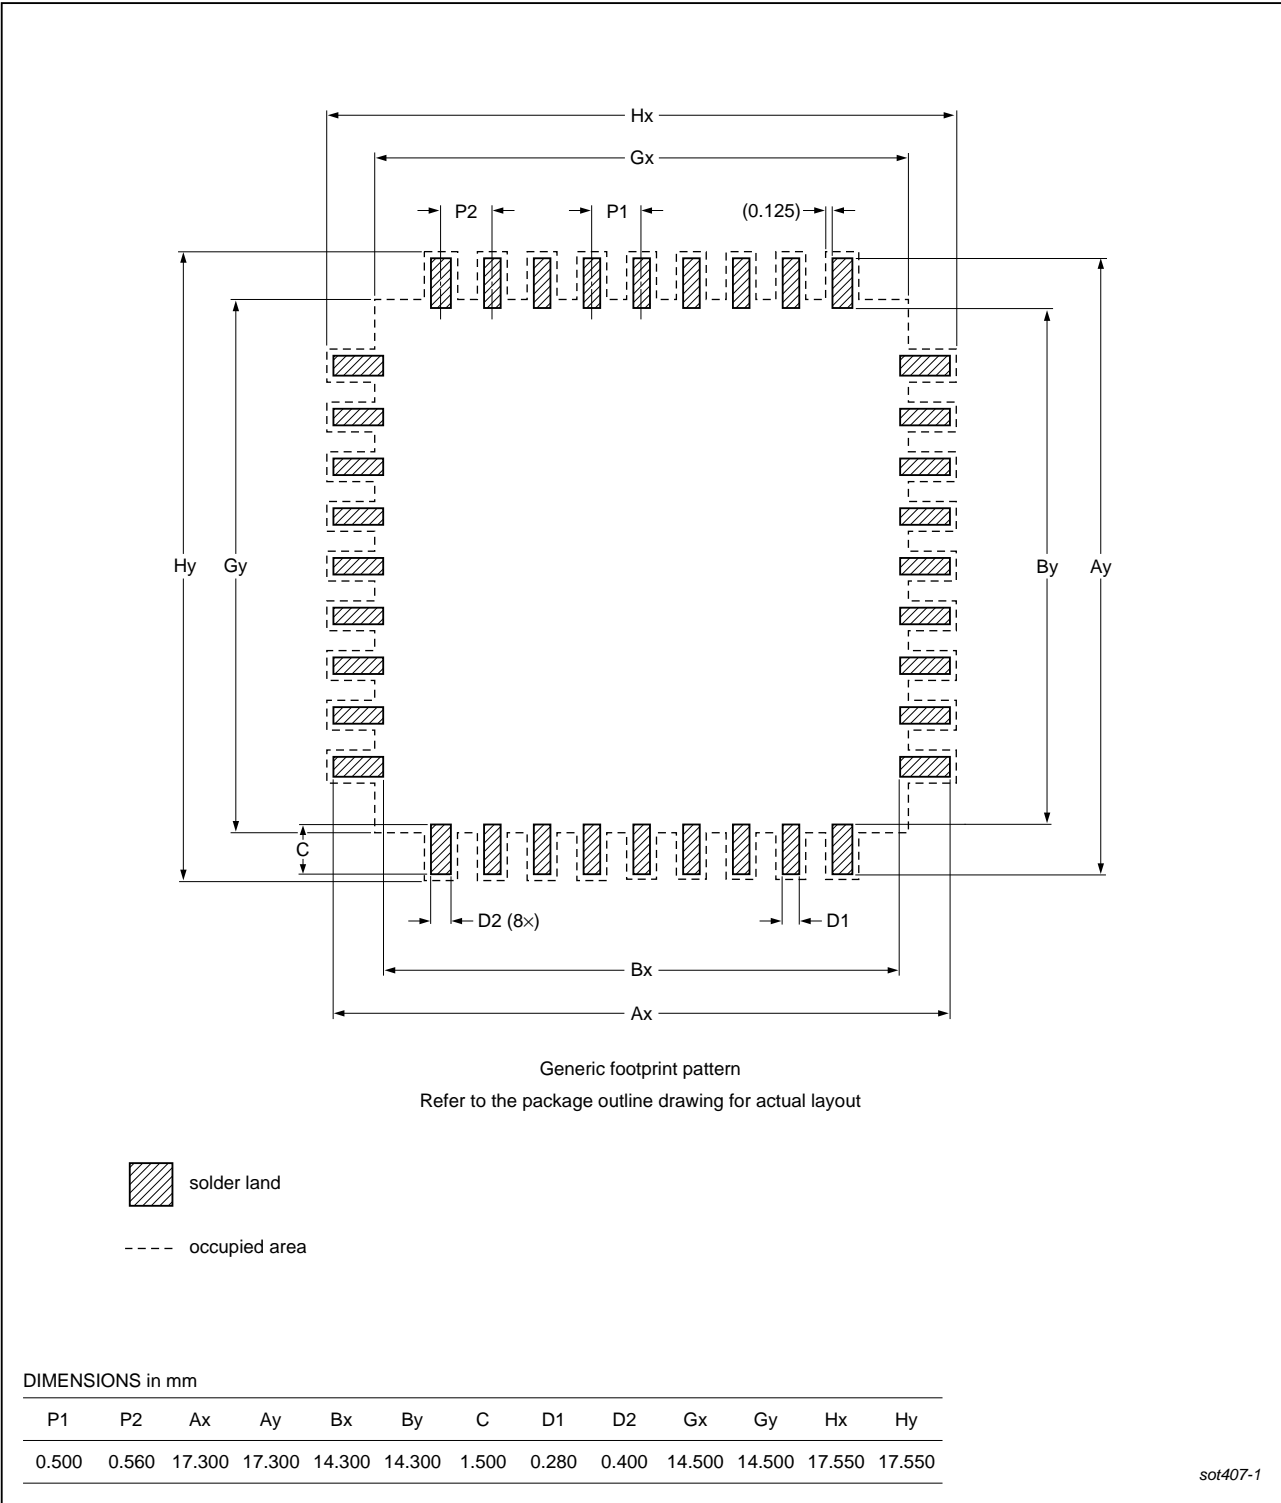 Hx
Gx
P2
P1
(0.125)
Hy
Gy
By
Ay
C
D2 (8×)
D1
Bx
Ax
Generic footprint pattern
Refer to the package outline drawing for actual layout
solder land
occupied area
DIMENSIONS in mm
P1 P2 Ax Ay Bx By C D1 D2 Gx Gy Hx Hy
0.500 0.560 17.300 17.300 14.300 14.300 1.500 0.280 0.400 14.500 14.500 17.550 17.550
sot407-1